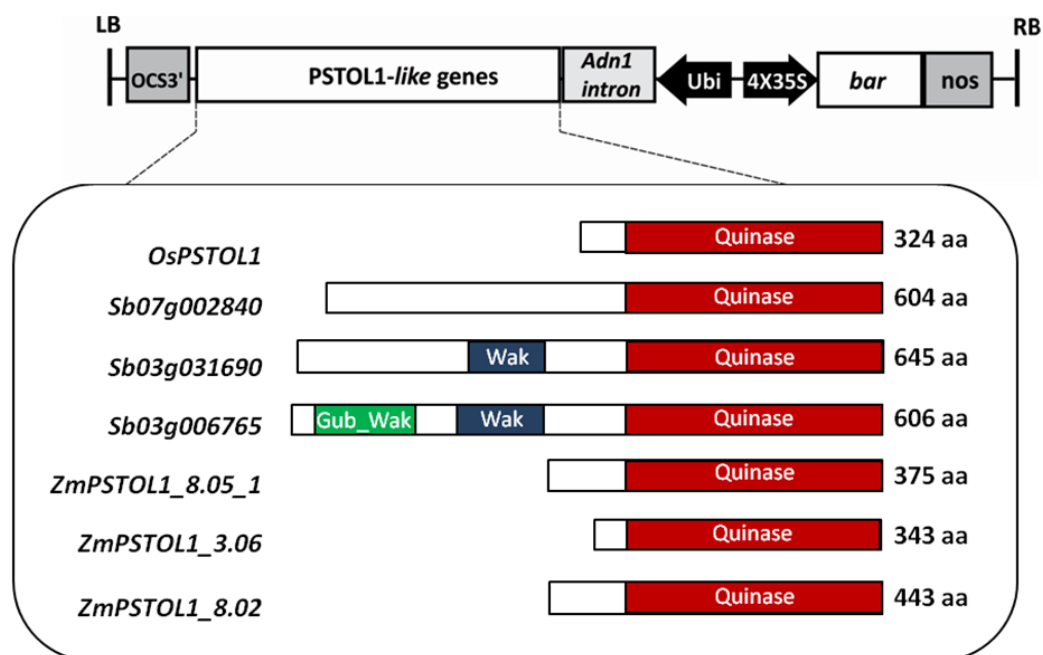 LB RB
OCS3' PSTOL1-like genes Adn1 intron Ubi 4X35S bar nos
OsPSTOL1 Quinase 324 aa
Sb07g002840 Quinase 604 aa
Sb03g031690 Wak Quinase 645 aa
Sb03g006765 Gub_Wak Wak Quinase 606 aa
ZmPSTOL1_8.05_1 Quinase 375 aa
ZmPSTOL1_3.06 Quinase 343 aa
ZmPSTOL1_8.02 Quinase 443 aa